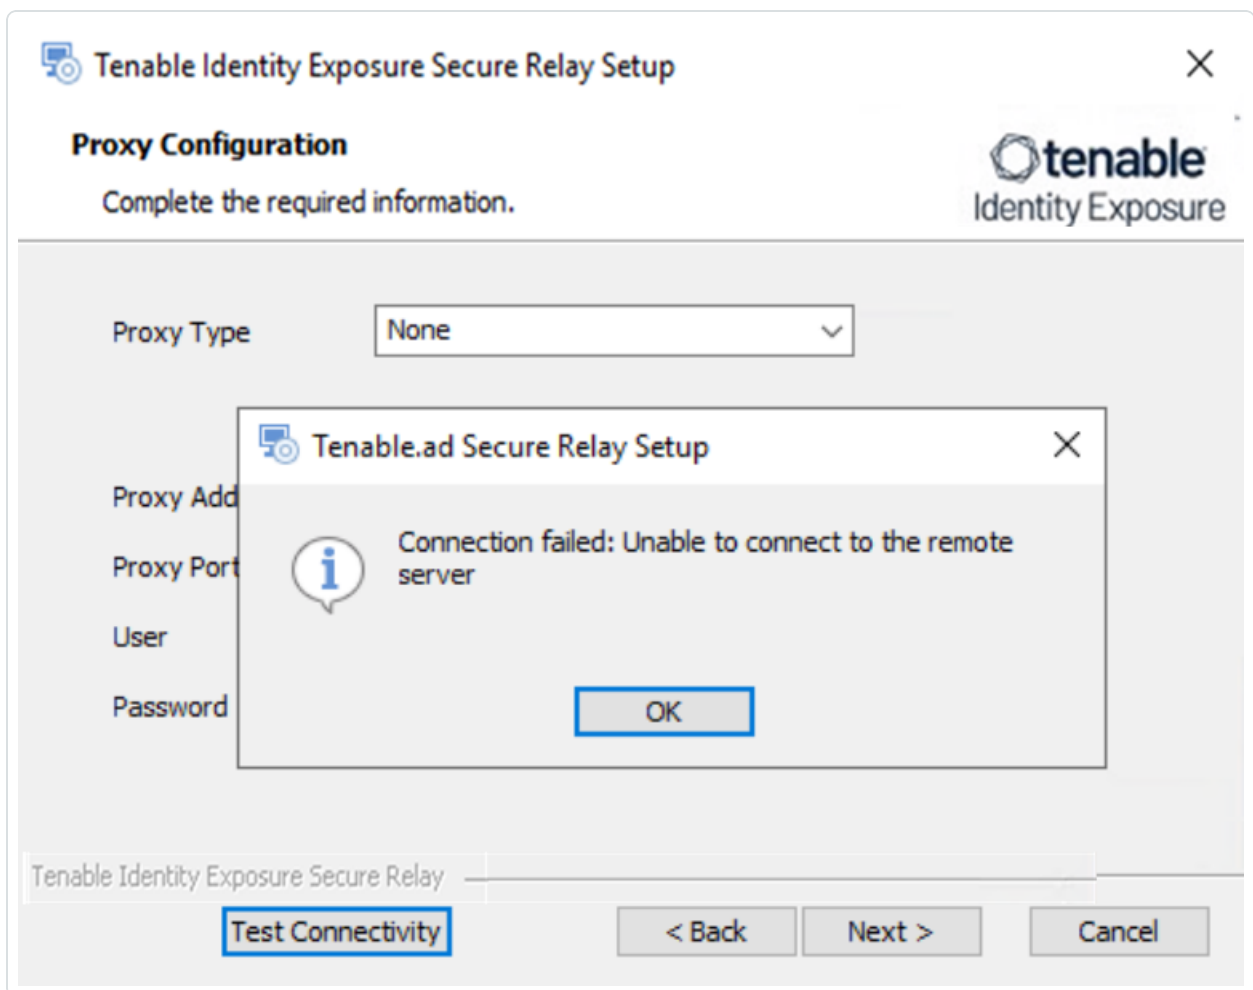 Tenable Identity Exposure Secure Relay Setup
Proxy Configuration
Complete the required information.
tenable
Identity Exposure
Proxy Type
None
Tenable.ad Secure Relay Setup
Proxy Add
Connection failed: Unable to connect to the remote
server
Proxy Port
User
Password
OK
Tenable Identity Exposure Secure Relay
Test Connectivity
< Back
Next >
Cancel